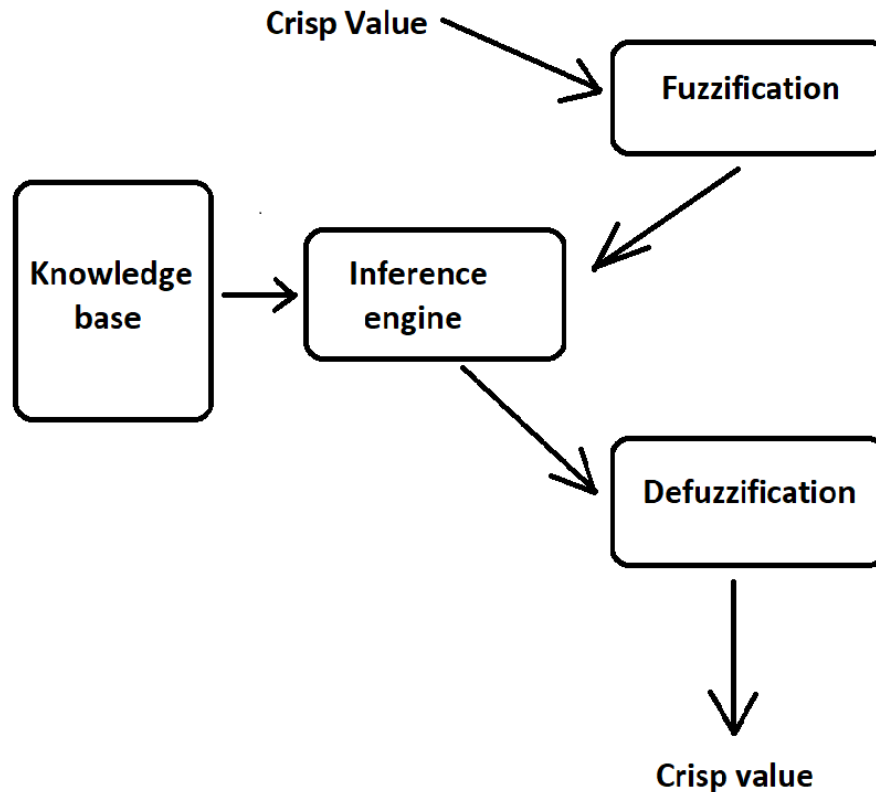 Crisp Value
Fuzzification
Knowledge
base
Inference
engine
Defuzzification
Crisp value